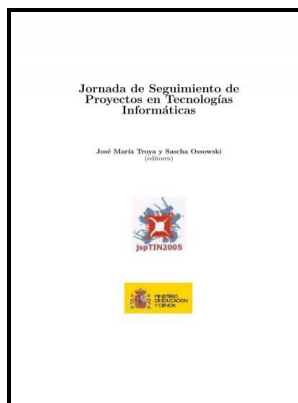 Jornada de Seguimiento de
Proyectos en Tecnologías
Informáticas
José María Troya y Sascha Ossowski
(editores)
jspTIN2005
MINISTERIO
DE EDUCACIÓN
Y CIENCIA